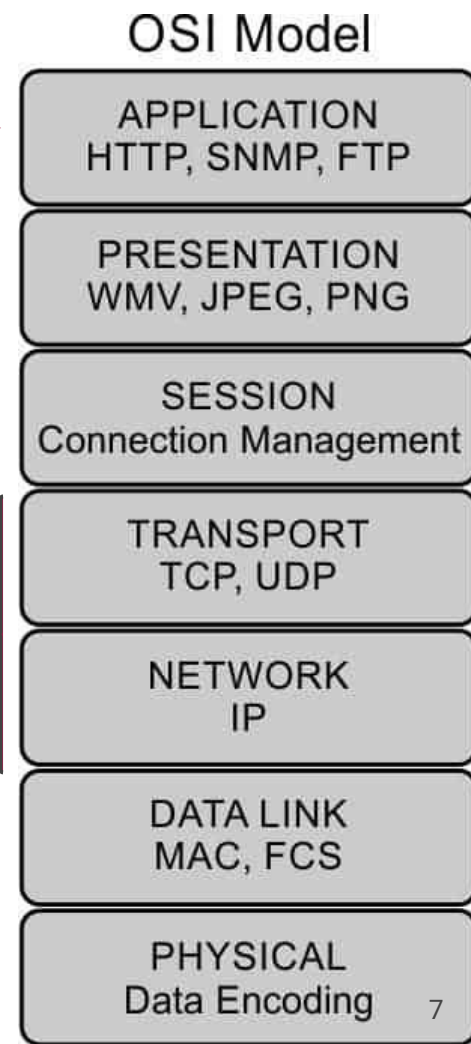 OSI Model
APPLICATION
HTTP, SNMP, FTP
PRESENTATION
WMV, JPEG, PNG
SESSION
Connection Management
TRANSPORT
TCP, UDP
NETWORK
IP
DATA LINK
MAC, FCS
PHYSICAL
Data Encoding
7